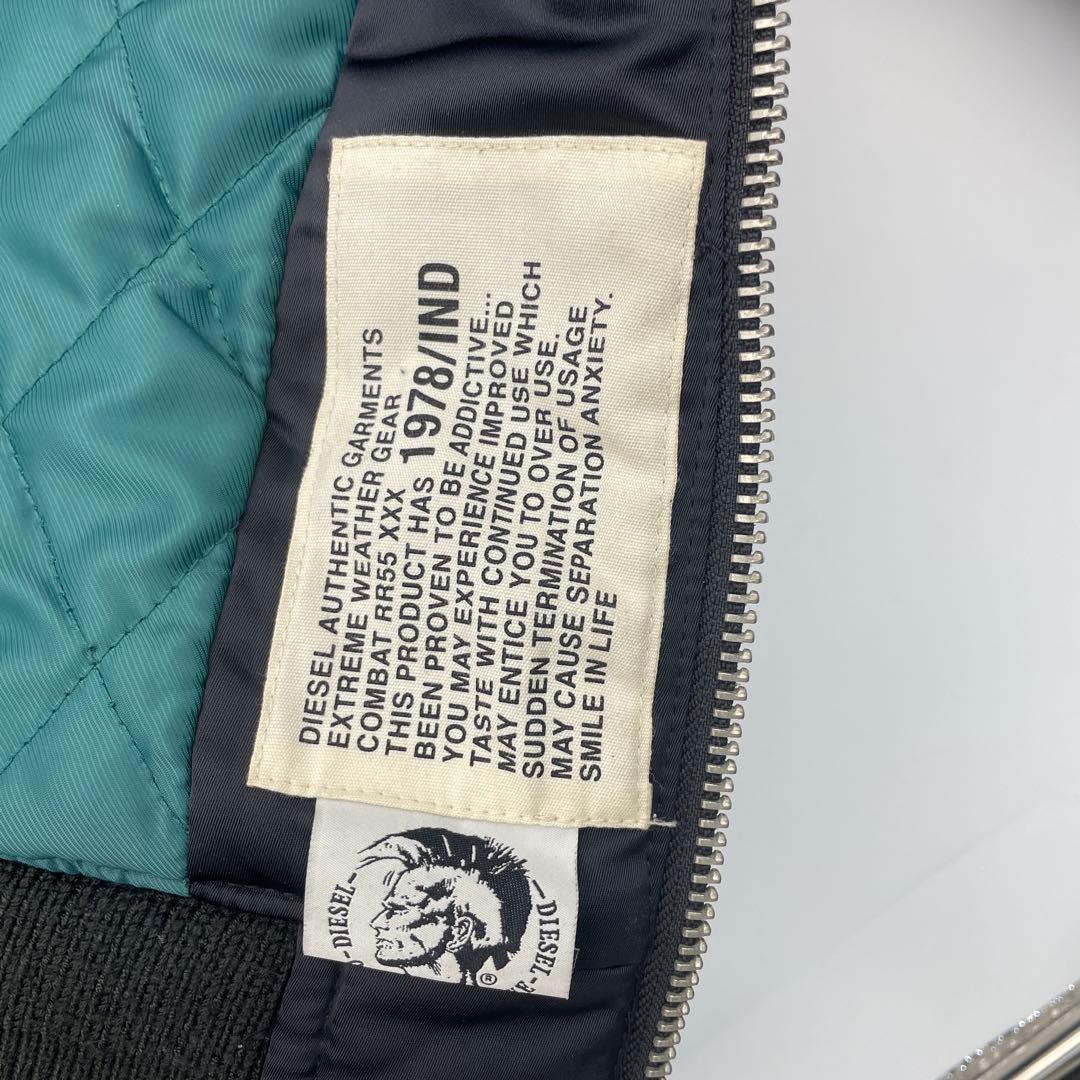 DIESEL AUTHENTIC GARMENTS
EXTREME WEATHER GEAR
COMBAT RR55 XXX
THIS PRODUCT HAS 1978/IND
BEEN PROVEN TO BE ADDICTIVE...
YOU MAY EXPERIENCE IMPROVED
TASTE WITH CONTINUED USE WHICH
MAY ENTICE YOU TO OVER USE.
SUDDEN TERMINATION OF USAGE
MAY CAUSE SEPARATION ANXIETY.
SMILE IN LIFE
DIESEL
DIESEL
®